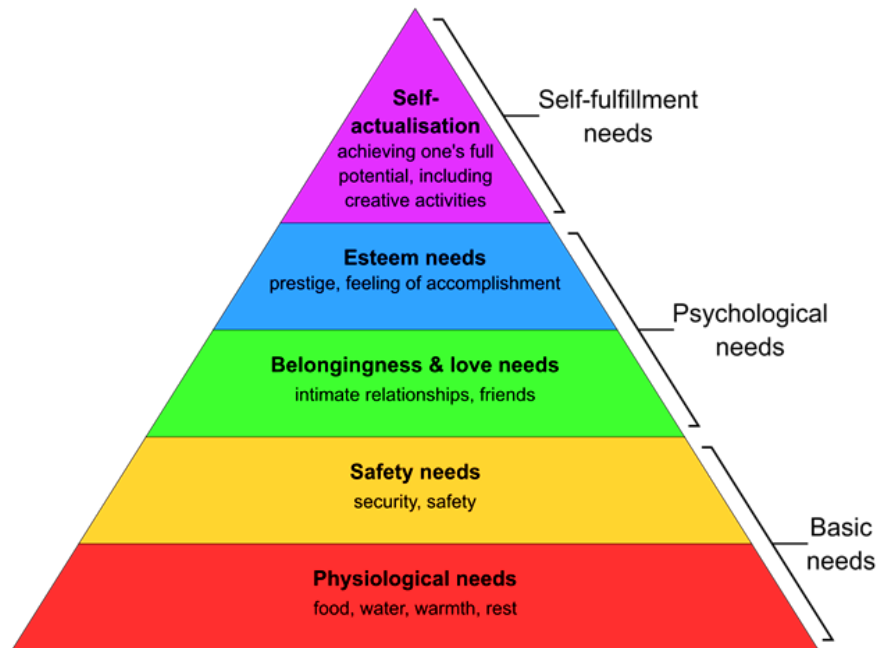 Self-
actualisation
achieving one's full
potential, including
creative activities
Self-fulfillment
needs
Esteem needs
prestige, feeling of accomplishment
Psychological
needs
Belongingness & love needs
intimate relationships, friends
Safety needs
security, safety
Basic
needs
Physiological needs
food, water, warmth, rest